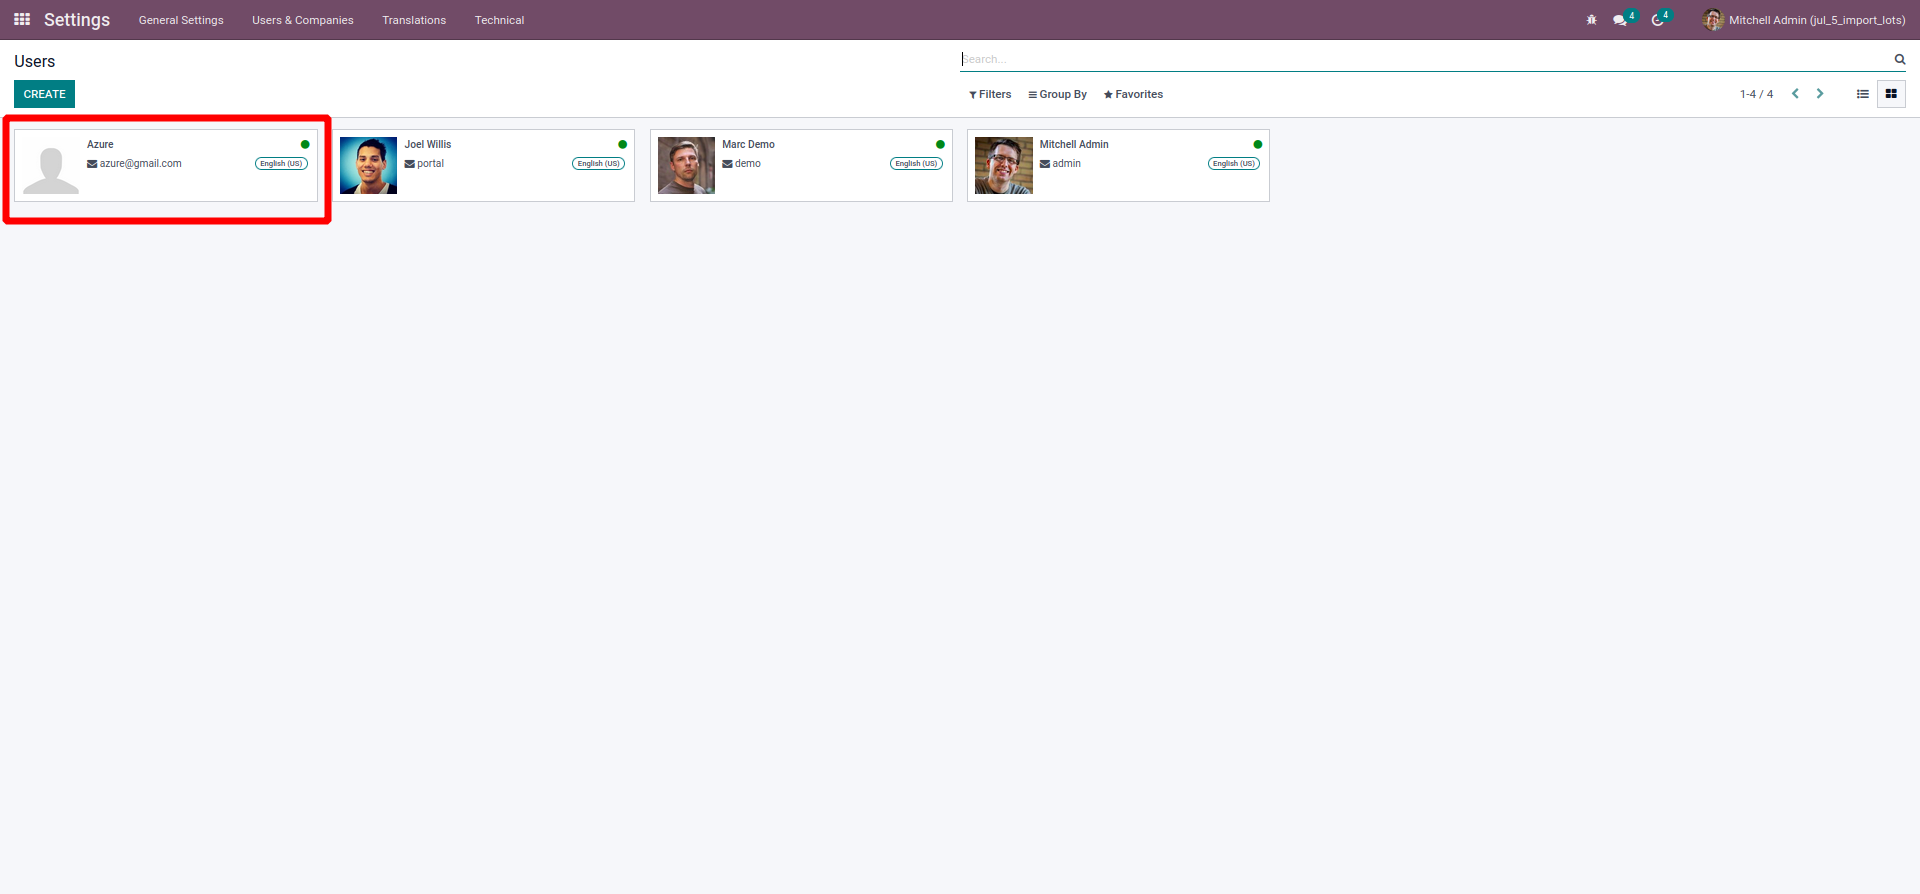 Settings General Settings Users & Companies Translations Technical 4 4 Mitchell Admin (jul_5_import_lots)
Users Search...
CREATE Filters Group By Favorites 1-4 / 4
Azure
azure@gmail.com English (US)
Joel Willis
portal English (US)
Marc Demo
demo English (US)
Mitchell Admin
admin English (US)